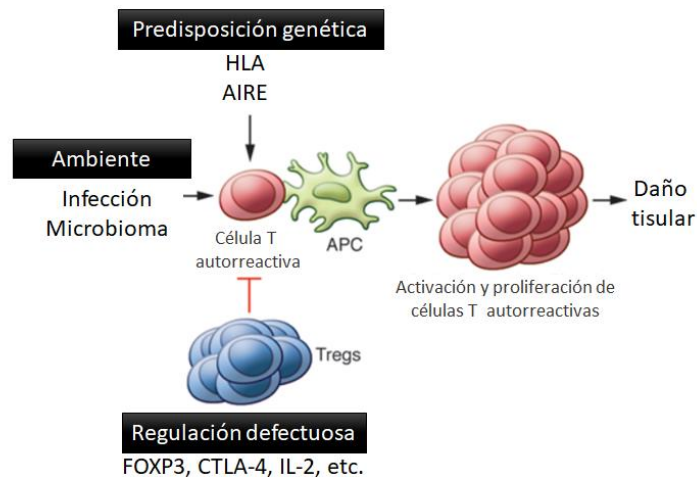 Predisposición genética
HLA
AIRE
Ambiente
Infección
Microbioma
Célula T
autorreactiva
APC
Activación y proliferación de
células T autorreactivas
Daño
tisular
Tregs
Regulación defectuosa
FOXP3, CTLA-4, IL-2, etc.